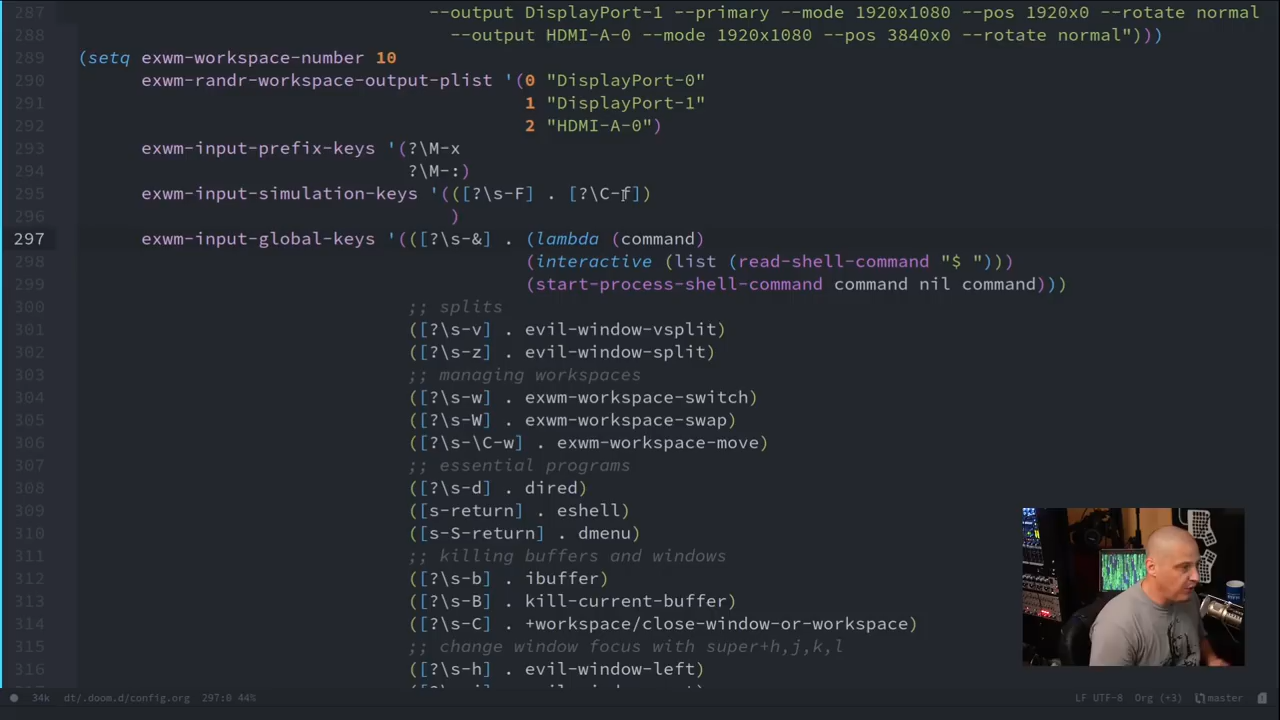 287 --output DisplayPort-1 --primary --mode 1920x1080 --pos 1920x0 --rotate normal
288 --output HDMI-A-0 --mode 1920x1080 --pos 3840x0 --rotate normal")))
289 (setq exwm-workspace-number 10
290 exwm-randr-workspace-output-plist '(0 "DisplayPort-0"
291 1 "DisplayPort-1"
292 2 "HDMI-A-0")
293 exwm-input-prefix-keys '(?\M-x
294 ?\M-:)
295 exwm-input-simulation-keys '(([?\s-F] . [?\C-f])
296 )
297 exwm-input-global-keys '(([?\s-&] . (lambda (command)
298 (interactive (list (read-shell-command "$ ")))
299 (start-process-shell-command command nil command)))
300 ;; splits
301 ([?\s-v] . evil-window-vsplit)
302 ([?\s-z] . evil-window-split)
303 ;; managing workspaces
304 ([?\s-w] . exwm-workspace-switch)
305 ([?\s-W] . exwm-workspace-swap)
306 ([?\s-\C-w] . exwm-workspace-move)
307 ;; essential programs
308 ([?\s-d] . dired)
309 ([s-return] . eshell)
310 ([s-S-return] . dmenu)
311 ;; killing buffers and windows
312 ([?\s-b] . ibuffer)
313 ([?\s-B] . kill-current-buffer)
314 ([?\s-C] . +workspace/close-window-or-workspace)
315 ;; change window focus with super+h,j,k,l
316 ([?\s-h] . evil-window-left)
34k dt/.doom.d/config.org 297:0 44% LF UTF-8 Org (+3) master